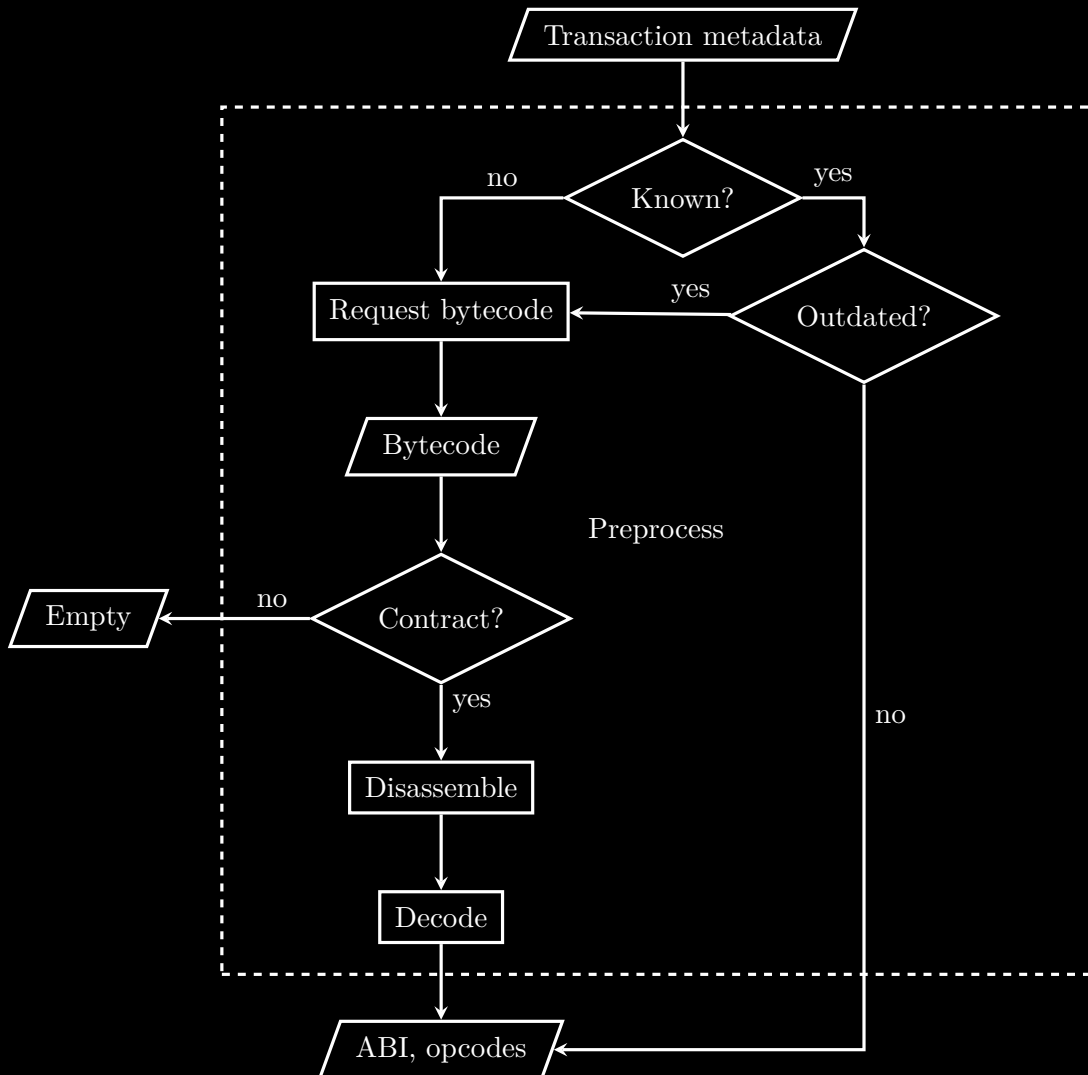 Transaction metadata
Known?
no
yes
Request bytecode
yes
Outdated?
Bytecode
Preprocess
Empty
no
Contract?
yes
no
Disassemble
Decode
ABI, opcodes